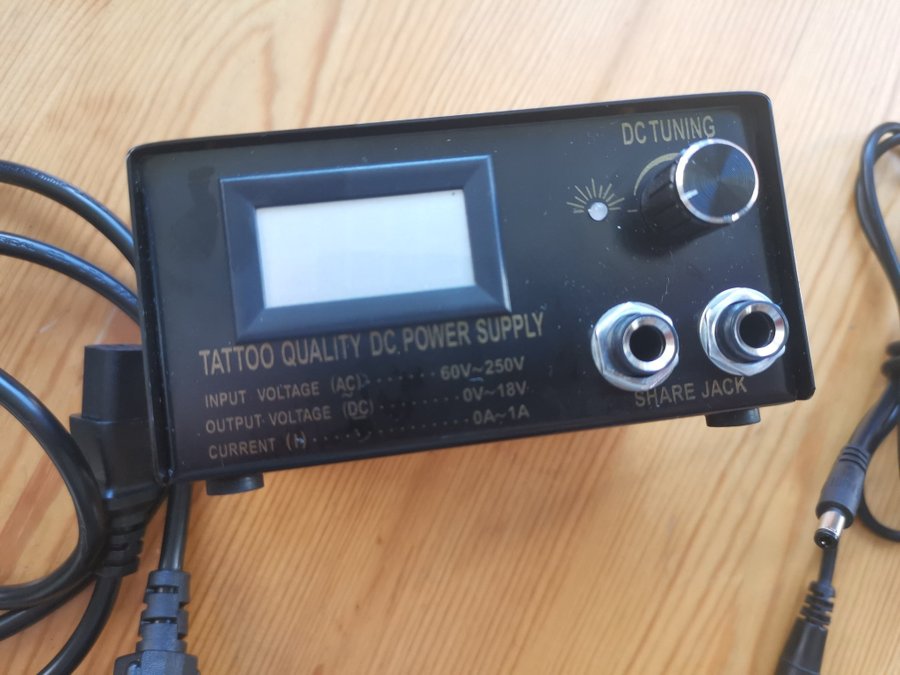 DC TUNING
TATTOO QUALITY DC POWER SUPPLY
INPUT VOLTAGE (AC)........60V~250V
OUTPUT VOLTAGE (DC)..........0V~18V
CURRENT (A)..................0A~1A
SHARE JACK